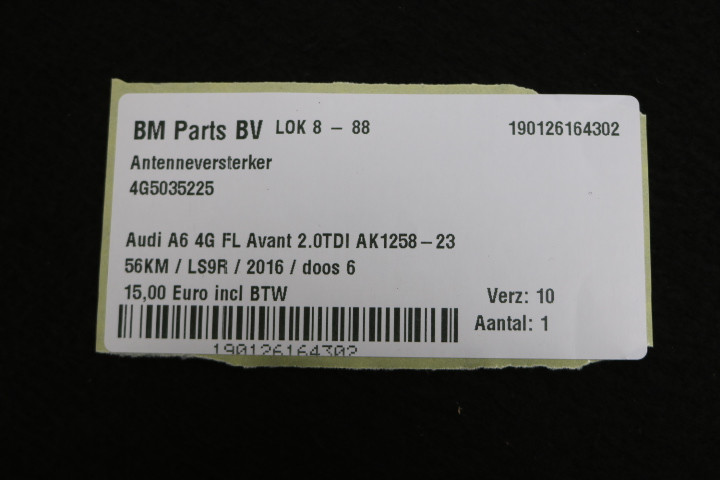 BM Parts BV LOK 8 - 88 190126164302
Antenneversterker
4G5035225
Audi A6 4G FL Avant 2.0TDI AK1258-23
56KM / LS9R / 2016 / doos 6
15,00 Euro incl BTW Verz: 10
Aantal: 1
190126164302